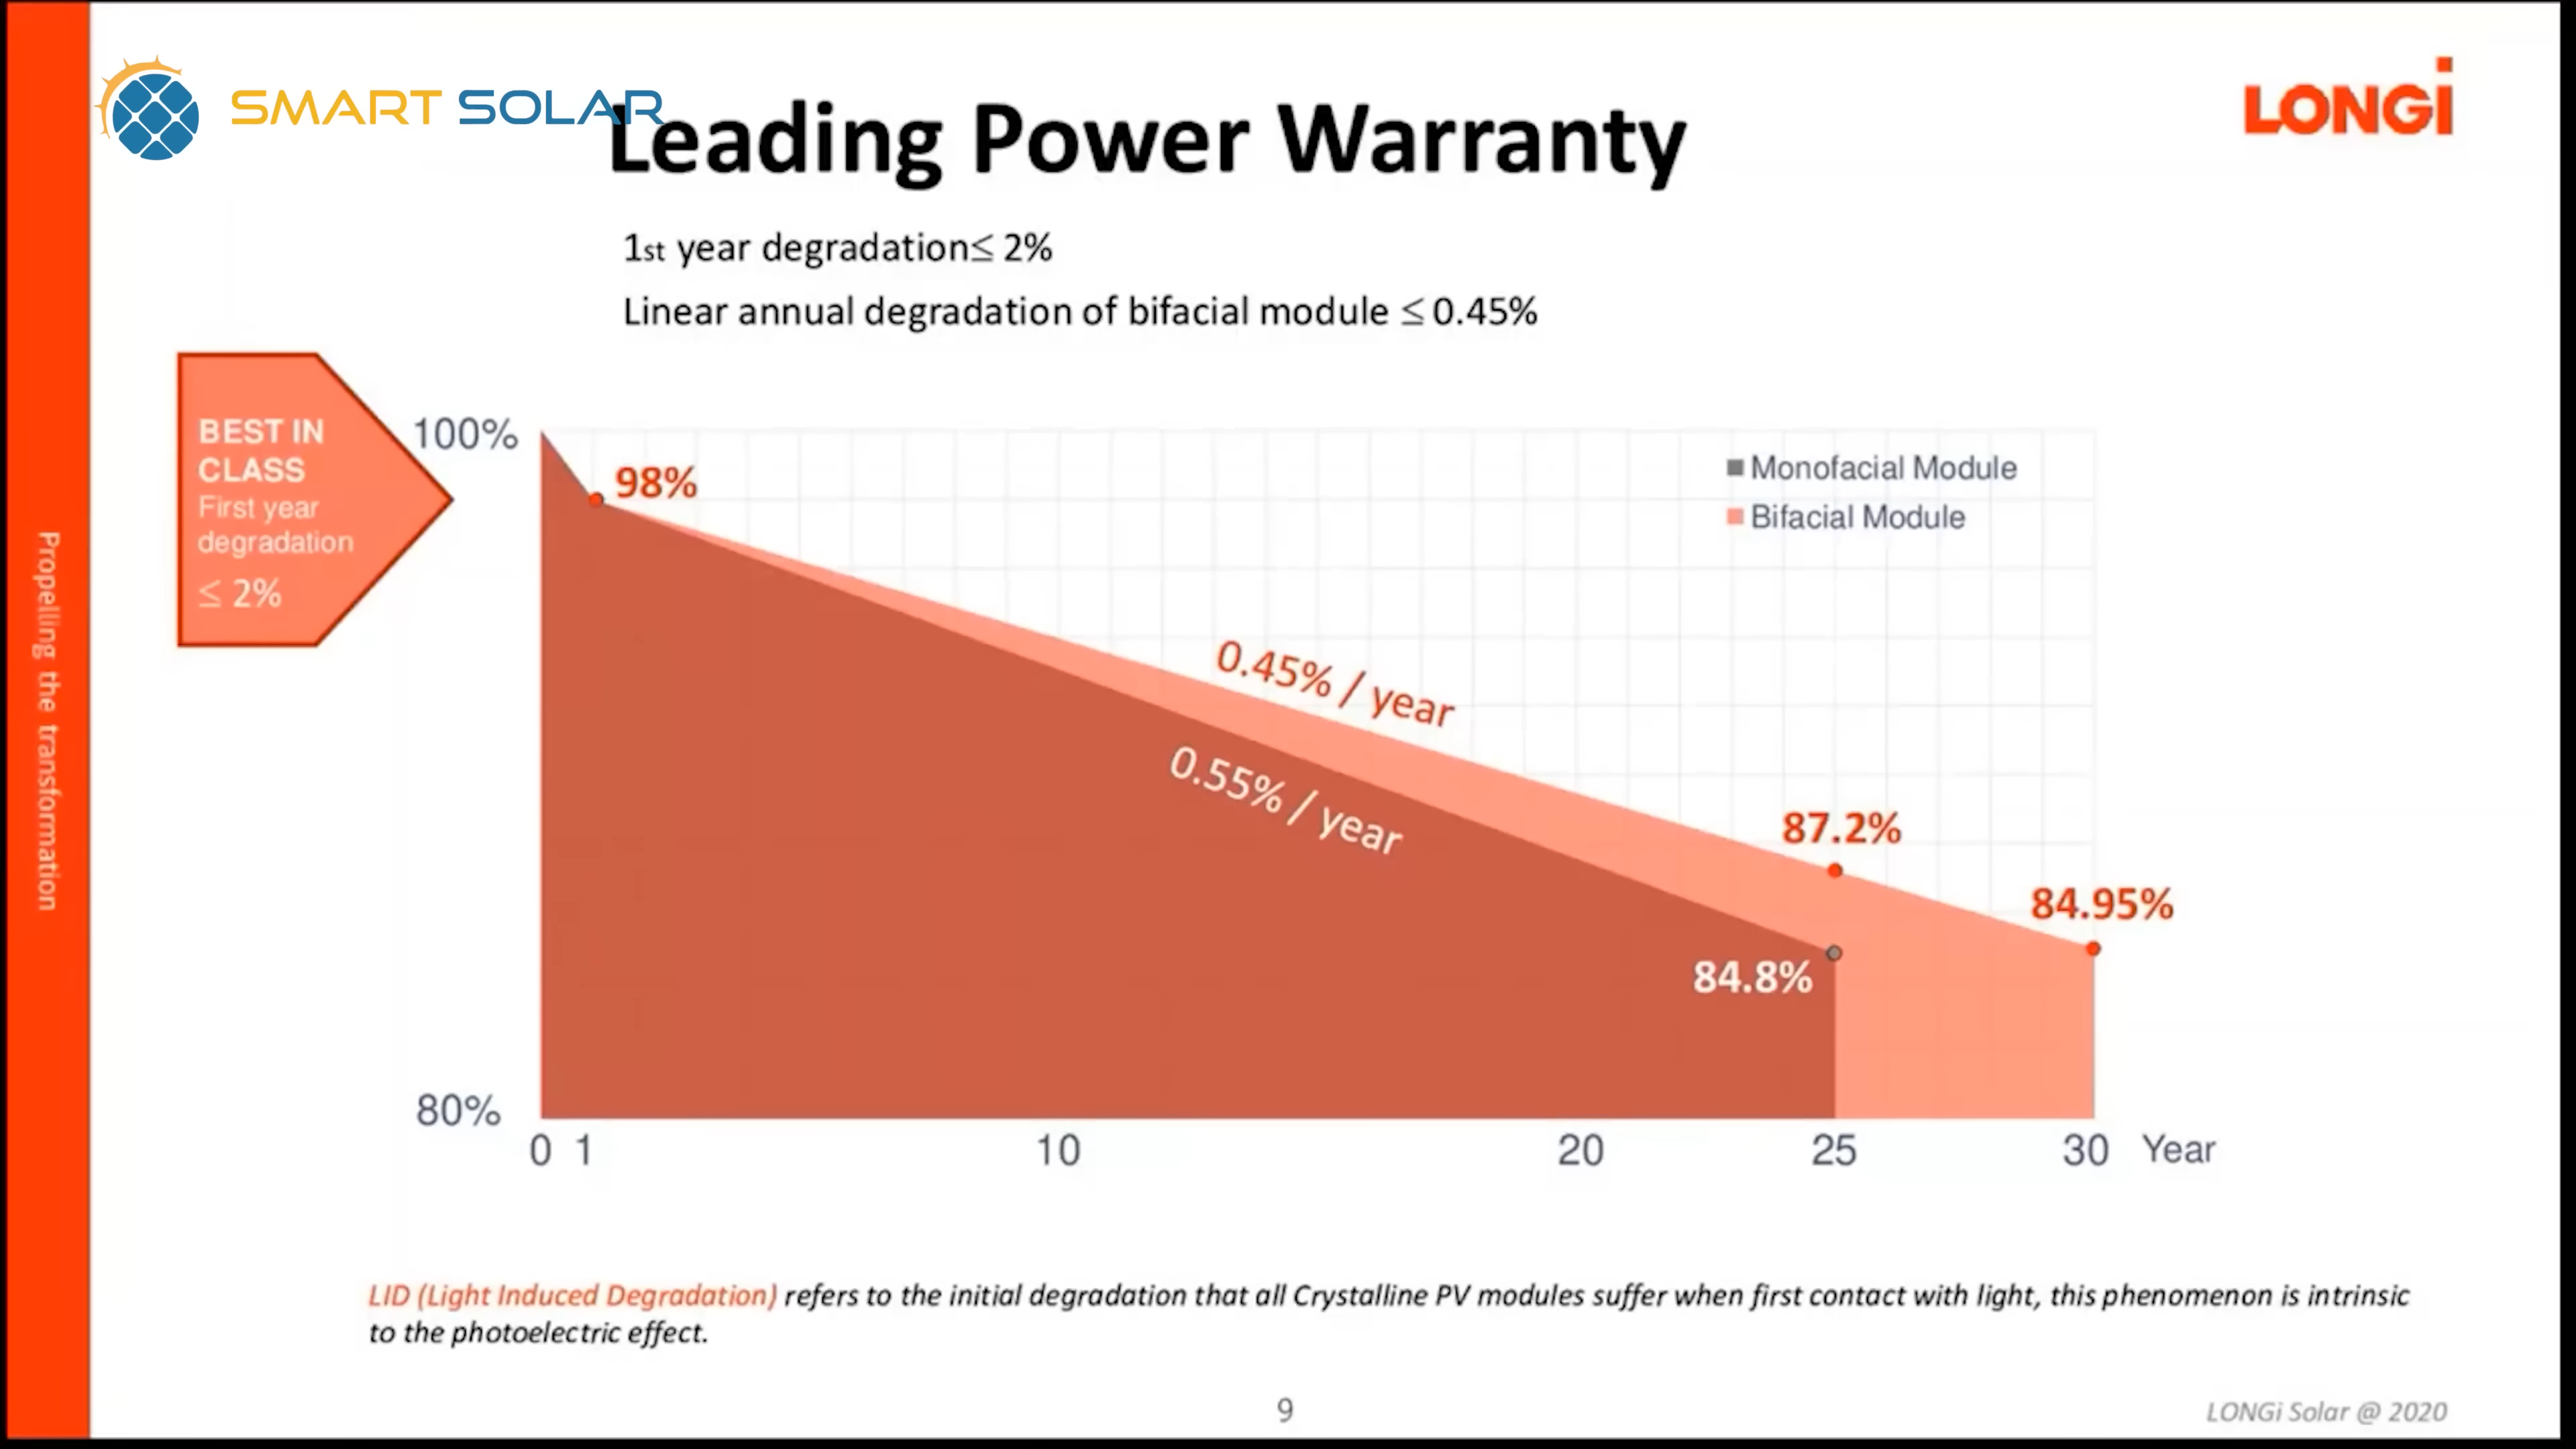 SMART SOLAR
LONGi
Leading Power Warranty
1st year degradation≤ 2%
Linear annual degradation of bifacial module ≤ 0.45%
BEST IN
CLASS
First year
degradation
≤ 2%
Propelling the transformation
100%
98%
Monofacial Module
Bifacial Module
0.45% / year
0.55% / year
87.2%
84.95%
84.8%
80%
0 1 10 20 25 30 Year
LID (Light Induced Degradation) refers to the initial degradation that all Crystalline PV modules suffer when first contact with light, this phenomenon is intrinsic
to the photoelectric effect.
9
LONGi Solar @ 2020